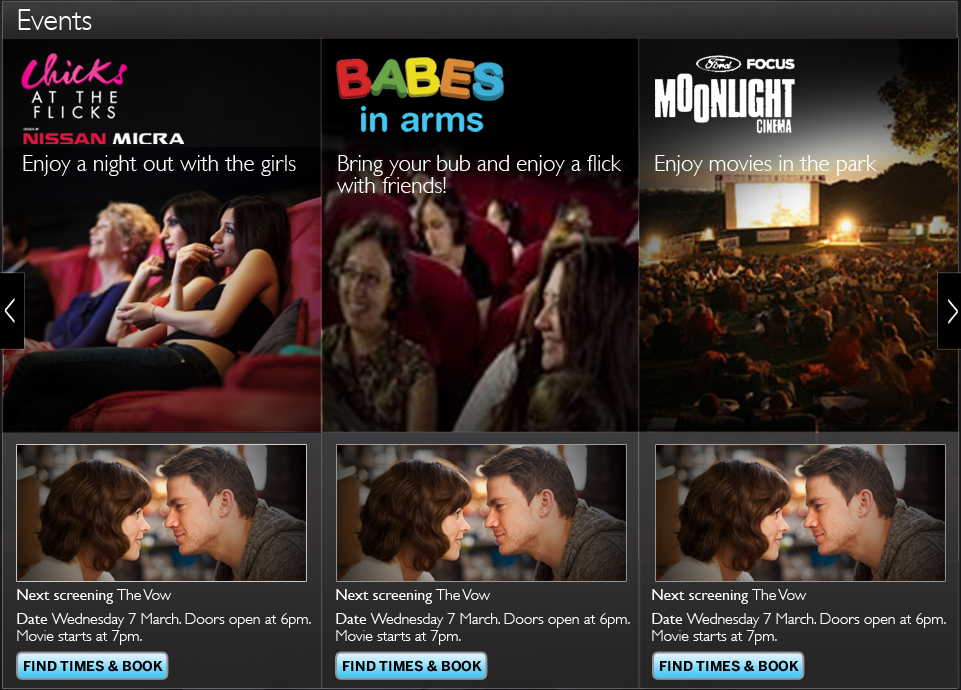 Events
Chicks
AT THE
FLICKS
NISSAN MICRA
Enjoy a night out with the girls
BABES
in arms
Bring your bub and enjoy a flick
with friends!
Ford FOCUS
MOONLIGHT
CINEMA
Enjoy movies in the park
Next screening The Vow
Date Wednesday 7 March. Doors open at 6pm.
Movie starts at 7pm.
FIND TIMES & BOOK
Next screening The Vow
Date Wednesday 7 March. Doors open at 6pm.
Movie starts at 7pm.
FIND TIMES & BOOK
Next screening The Vow
Date Wednesday 7 March. Doors open at 6pm.
Movie starts at 7pm.
FIND TIMES & BOOK